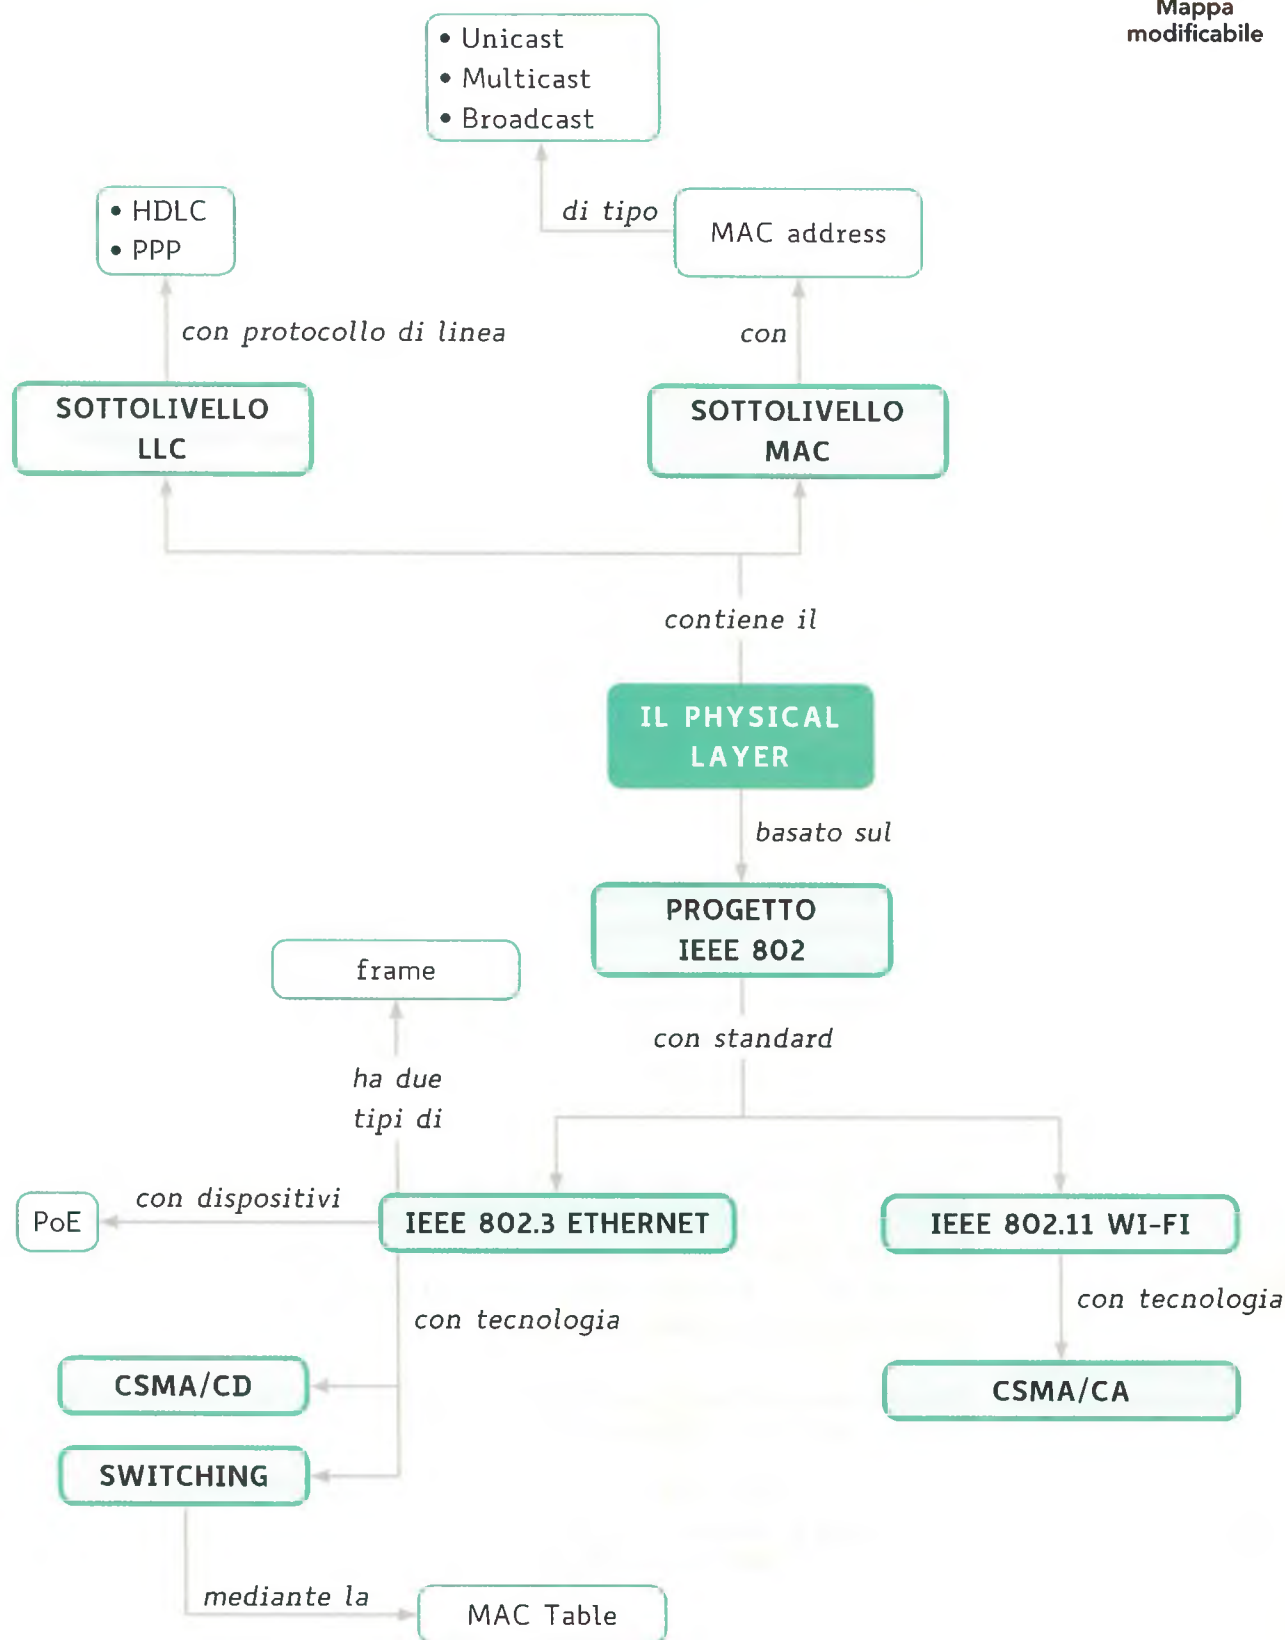 Mappa
modificabile
• Unicast
• Multicast
• Broadcast
• HDLC
• PPP
di tipo
MAC address
con protocollo di linea
con
SOTTOLIVELLO
LLC
SOTTOLIVELLO
MAC
contiene il
IL PHYSICAL
LAYER
basato sul
PROGETTO
IEEE 802
frame
con standard
ha due
tipi di
con dispositivi
PoE
IEEE 802.3 ETHERNET
IEEE 802.11 WI-FI
con tecnologia
con tecnologia
CSMA/CD
CSMA/CA
SWITCHING
mediante la
MAC Table